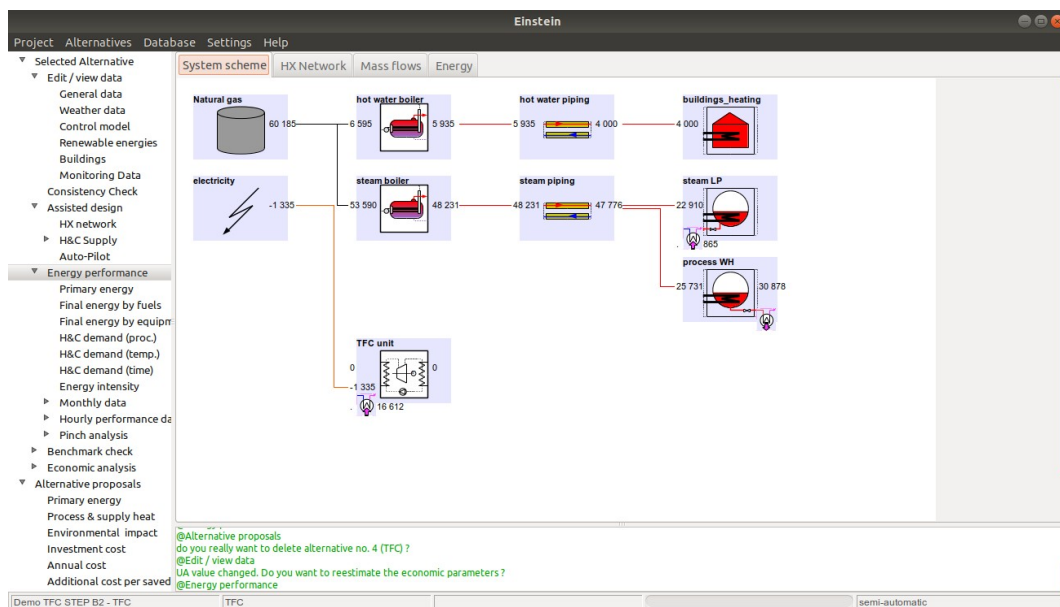 Einstein
Project Alternatives Database Settings Help
Selected Alternative
Edit / view data
General data
Weather data
Control model
Renewable energies
Buildings
Monitoring Data
Consistency Check
Assisted design
HX network
H&C Supply
Auto-Pilot
Energy performance
Primary energy
Final energy by fuels
Final energy by equipm
H&C demand (proc.)
H&C demand (temp.)
H&C demand (time)
Energy intensity
Monthly data
Hourly performance da
Pinch analysis
Benchmark check
Economic analysis
Alternative proposals
Primary energy
Process & supply heat
Environmental impact
Investment cost
Annual cost
Additional cost per saved
System scheme HX Network Mass flows Energy
Natural gas hot water boiler hot water piping buildings_heating
60 185 6 595 5 935 5 935 4 000 4 000
electricity steam boiler steam piping steam LP
-1 335 53 590 48 231 48 231 47 776 22 910
865
process WH
25 731 30 878
TFC unit
0 0
-1 335
16 612
@Alternative proposals
do you really want to delete alternative no. 4 (TFC) ?
@Edit / view data
UA value changed. Do you want to reestimate the economic parameters ?
@Energy performance
Demo TFC STEP B2 - TFC TFC semi-automatic